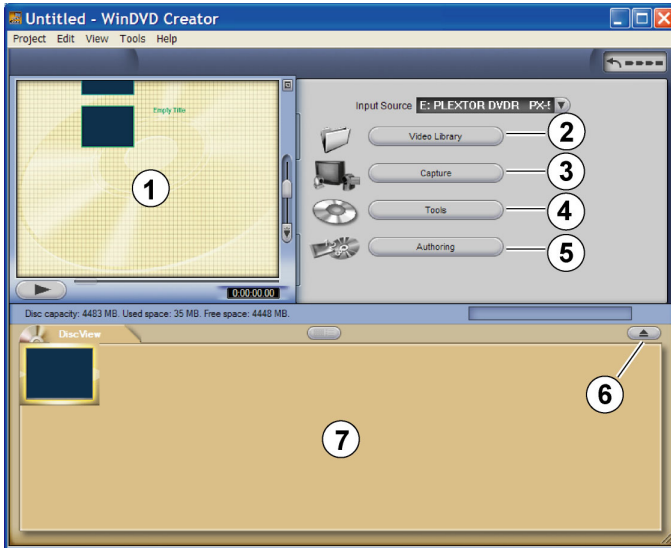 Untitled - WinDVD Creator
Project Edit View Tools Help
Empty Title
Input Source E: PLEXTOR DVDR PX-
Video Library 2
Capture 3
1
Tools 4
Authoring 5
0:00:00.00
Disc capacity: 4483 MB. Used space: 35 MB. Free space: 4448 MB.
DiscView
6
7